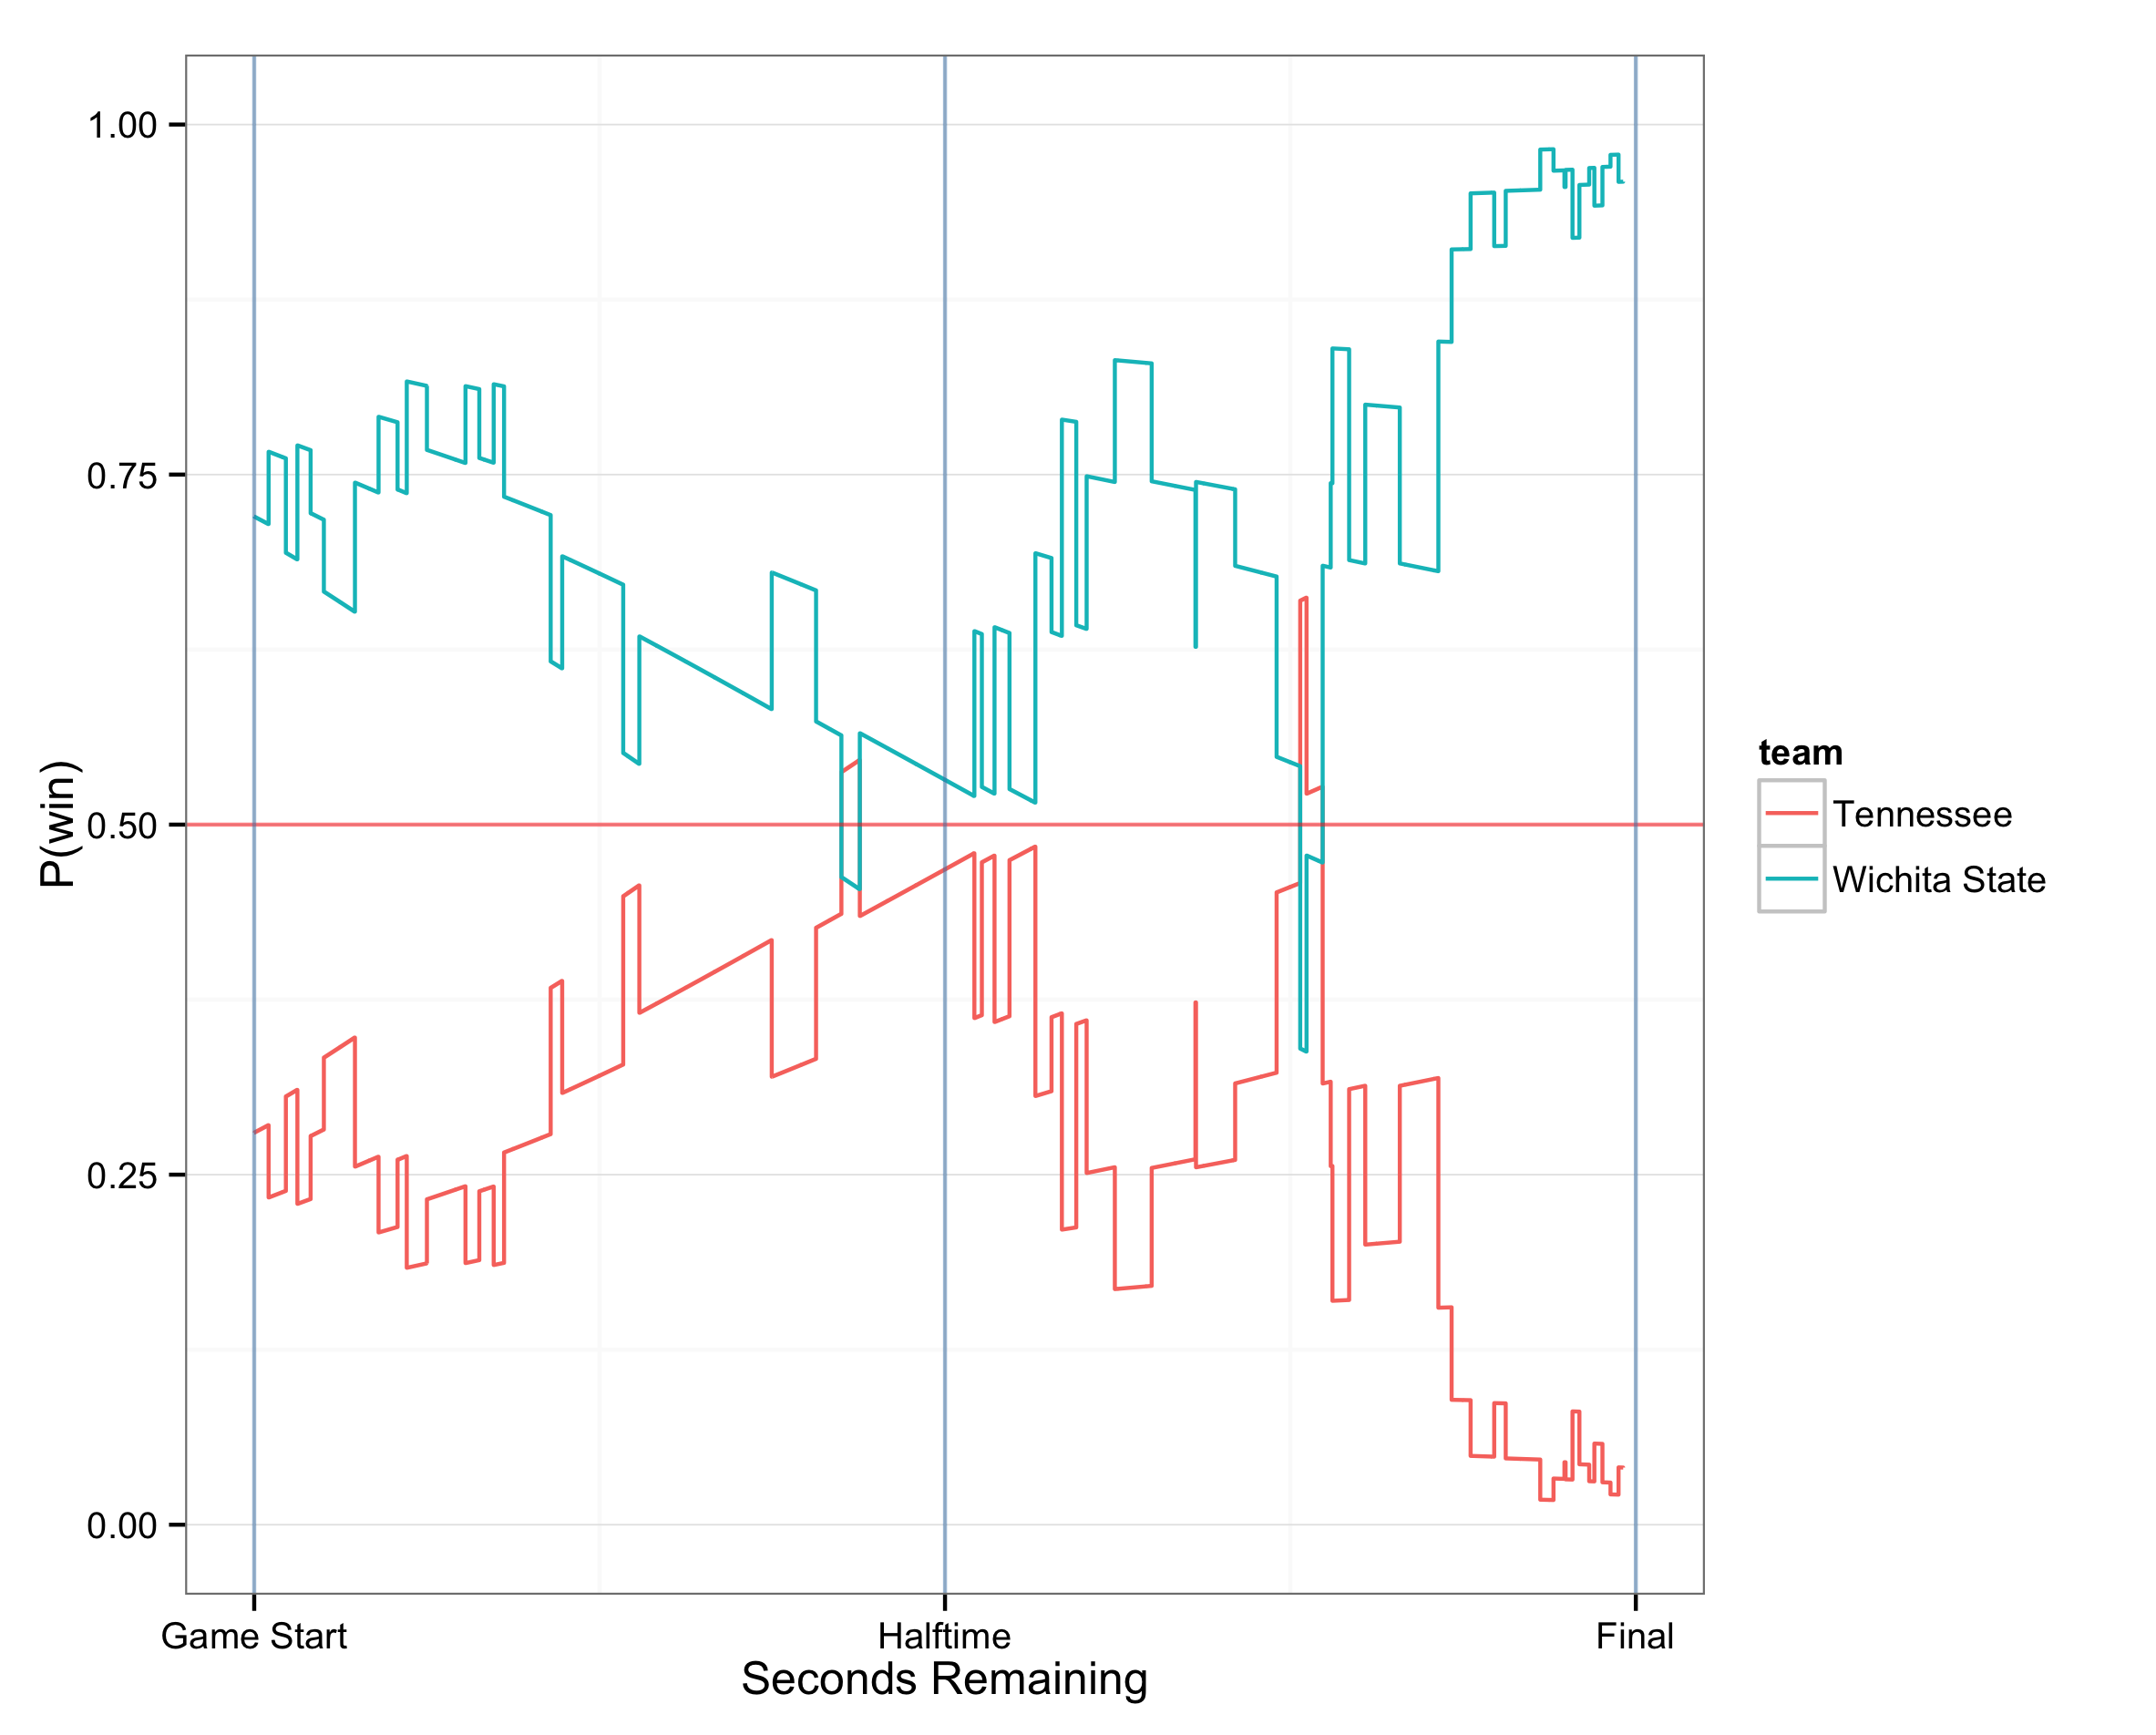 P(win)
1.00
0.75
0.50
0.25
0.00
Game Start
Halftime
Final
Seconds Remaining
team
Tennessee
Wichita State